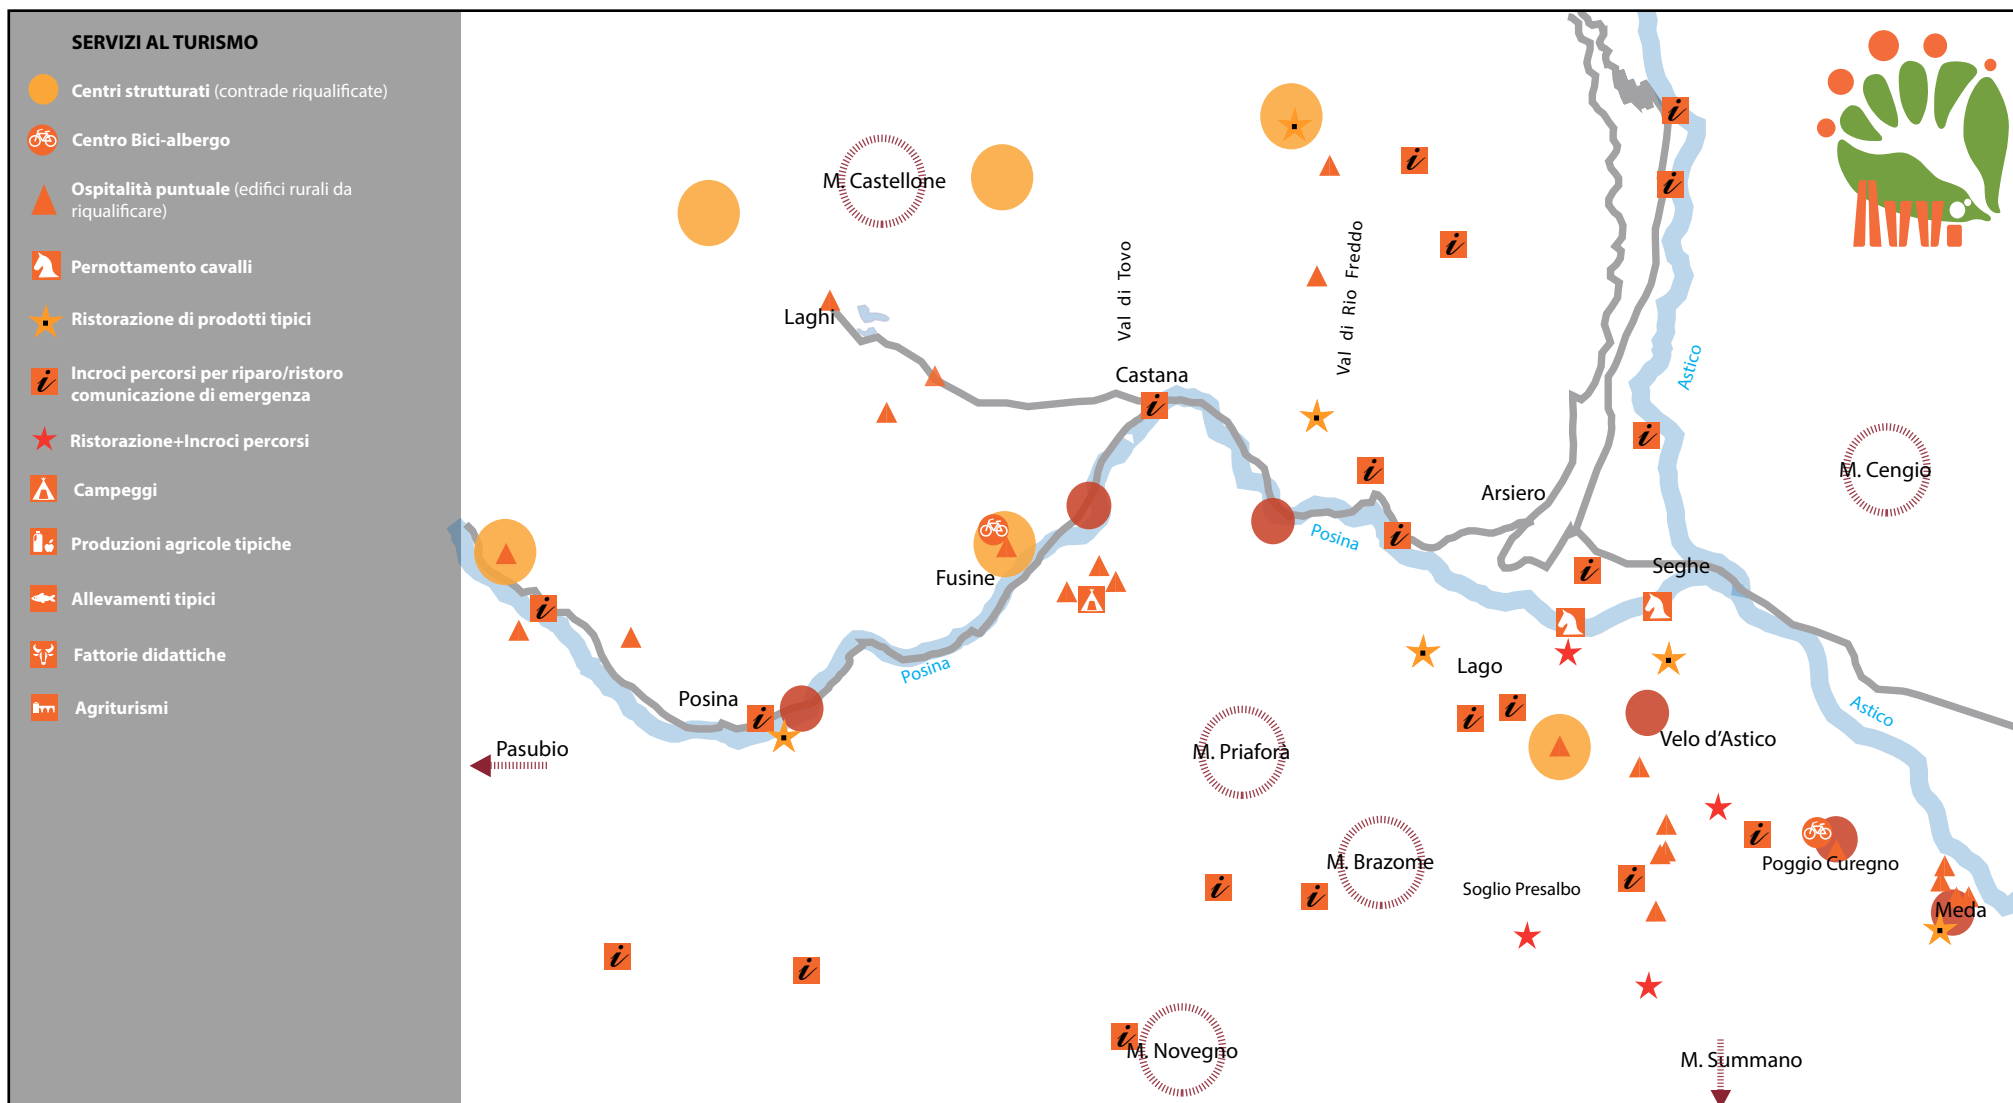 SERVIZI AL TURISMO
Centri strutturati (contrade riqualificate)
Centro Bici-albergo
Ospitalità puntuale (edifici rurali da
riqualificare)
Pernottamento cavalli
Ristorazione di prodotti tipici
Incroci percorsi per riparo/ristoro
comunicazione di emergenza
Ristorazione+Incroci percorsi
Campeggi
Produzioni agricole tipiche
Allevamenti tipici
Fattorie didattiche
Agriturismi
M. Castellone
Laghi
Val di Tovo
Castana
Val di Rio Freddo
Astico
M. Cengio
Arsiero
Posina
Seghe
Fusine
Posina
Lago
Posina
Pasubio
M. Priaforà
Velo d'Astico
Astico
M. Brazome
Poggio Curegno
Soglio Presalbo
Meda
M. Novegno
M. Summano